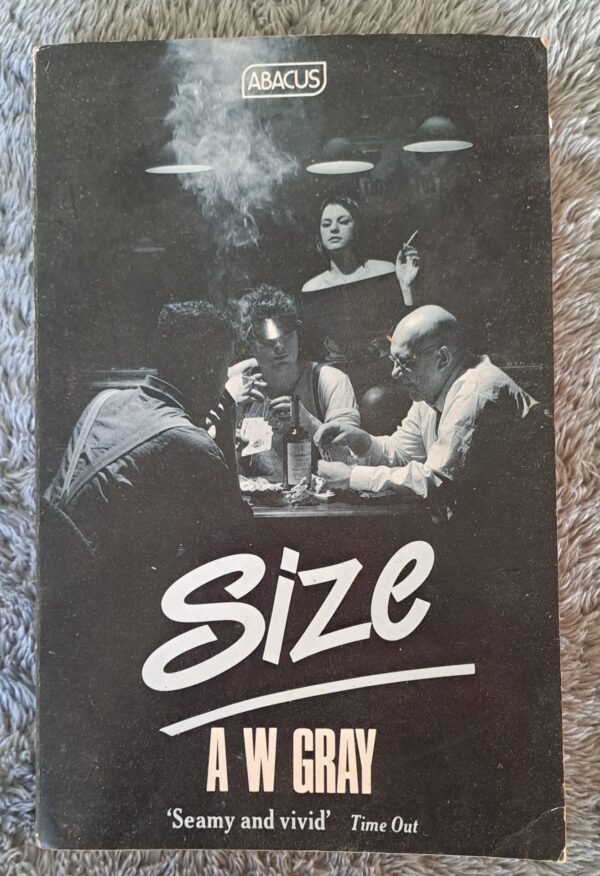 ABACUS
Size
A W GRAY
'Seamy and vivid' Time Out